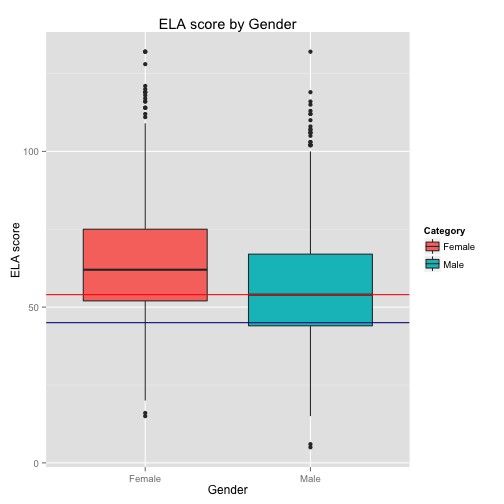 ELA score by Gender
100
50
0
ELA score
Female
Male
Gender
Category
Female
Male